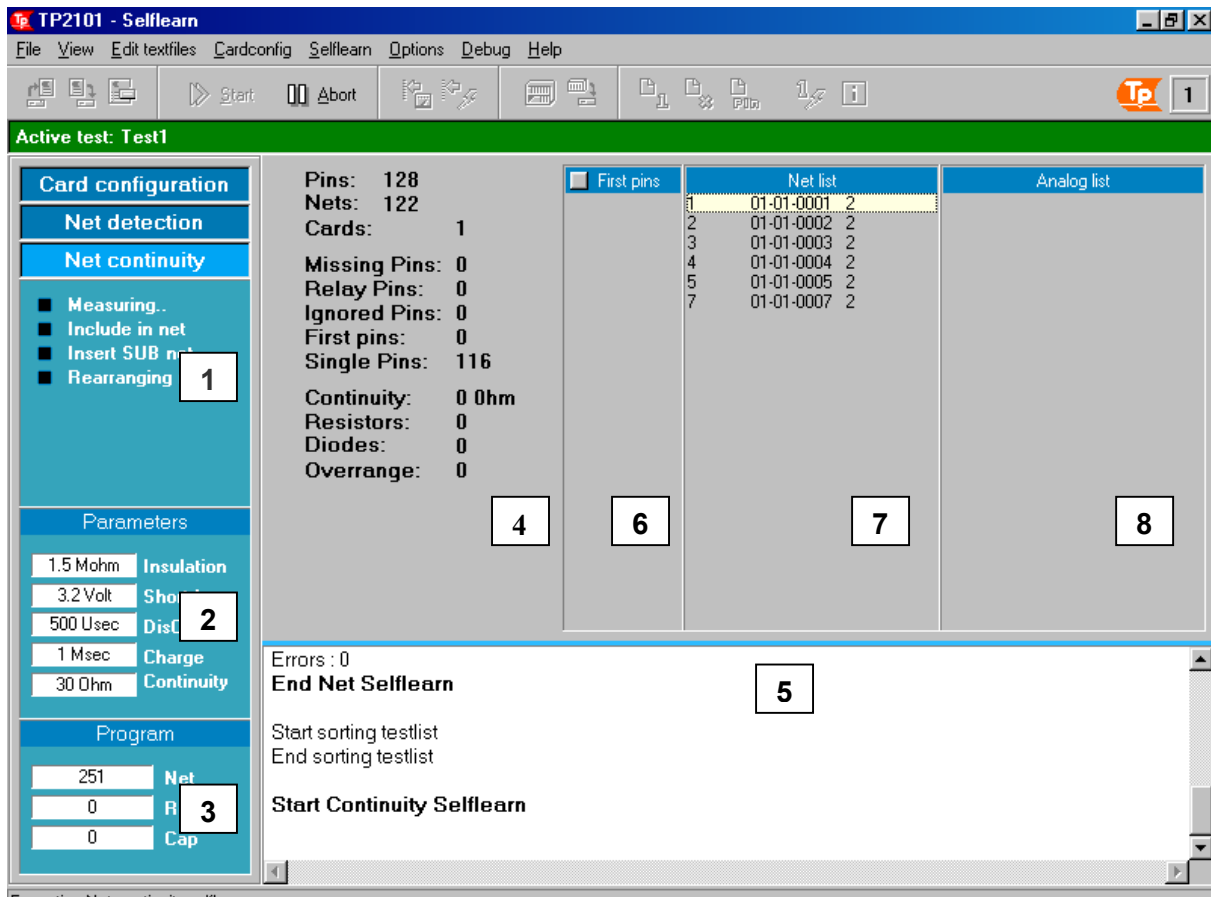 TP2101 - Selflearn
File View Edit textfiles Cardconfig Selflearn Options Debug Help
Start Abort Tp 1
Active test: Test1
Card configuration
Net detection
Net continuity
Measuring..
Include in net
Insert SUB
Rearranging
1
Parameters
1.5 Mohm Insulation
3.2 Volt
500 Usec
1 Msec Charge
30 Ohm Continuity
2
Program
251 Net
0
0 Cap
3
Pins: 128
Nets: 122
Cards: 1
Missing Pins: 0
Relay Pins: 0
Ignored Pins: 0
First pins: 0
Single Pins: 116
Continuity: 0 Ohm
Resistors: 0
Diodes: 0
Overrange: 0
4
First pins
6
Net list
1 01-01-0001 2
2 01-01-0002 2
3 01-01-0003 2
4 01-01-0004 2
5 01-01-0005 2
7 01-01-0007 2
7
Analog list
8
Errors : 0
End Net Selflearn
Start sorting testlist
End sorting testlist
Start Continuity Selflearn
5